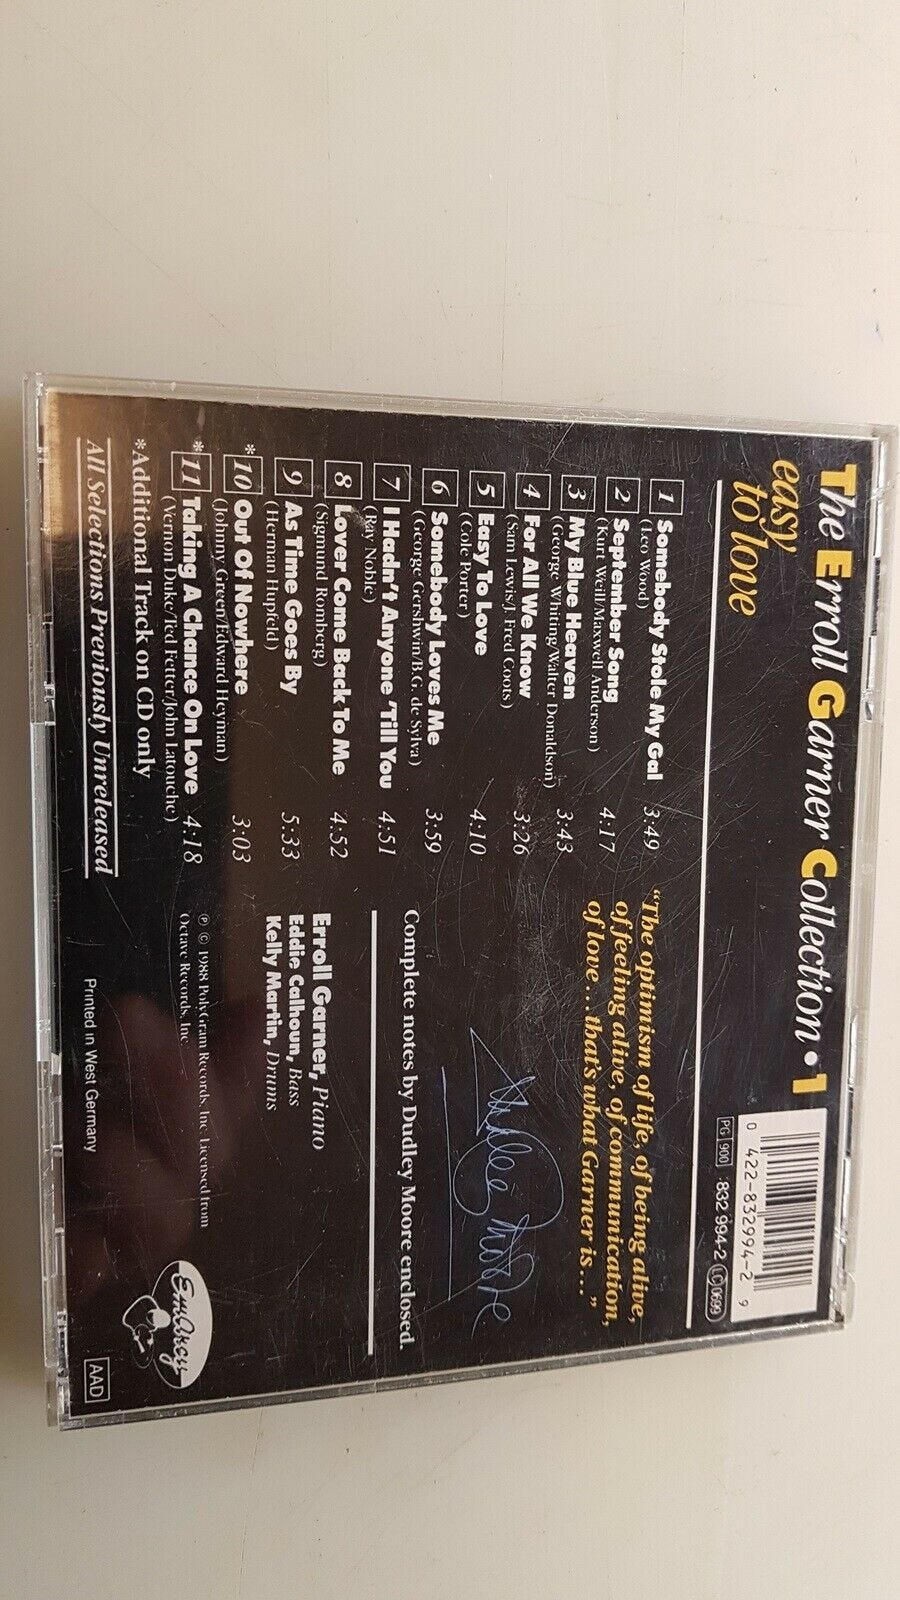 The Erroll Garner Collection • 1
easy
to love
0 422-832994-2 9
PG 900 832 994-2 LC 0699
1 Somebody Stole My Gal 3:49
(Leo Wood)
2 September Song 4:17
(Kurt Weill/Maxwell Anderson)
3 My Blue Heaven 3:43
(George Whiting/Walter Donaldson)
4 For All We Know 3:26
(Sam Lewis/J. Fred Coots)
5 Easy To Love 4:10
(Cole Porter)
6 Somebody Loves Me 3:59
(George Gershwin/B.G. de Sylva)
7 I Hadn't Anyone 'Till You 4:51
(Ray Noble)
8 Lover Come Back To Me 4:52
(Sigmund Romberg)
9 As Time Goes By 5:33
(Herman Hupfeld)
*10 Out Of Nowhere 3:03
(Johnny Green/Edward Heyman)
*11 Taking A Chance On Love 4:18
(Vernon Duke/Ted Fetter/John Latouche)
*Additional Track on CD only
All Selections Previously Unreleased
“The optimism of life, of being alive,
of feeling alive, of communication,
of love... that's what Garner is...”
Dudley Moore.
Complete notes by Dudley Moore enclosed.
Erroll Garner, Piano
Eddie Calhoun, Bass
Kelly Martin, Drums
℗ © 1988 PolyGram Records, Inc. Licensed from
Octave Records, Inc.
EmArcy
Printed in West Germany
AAD